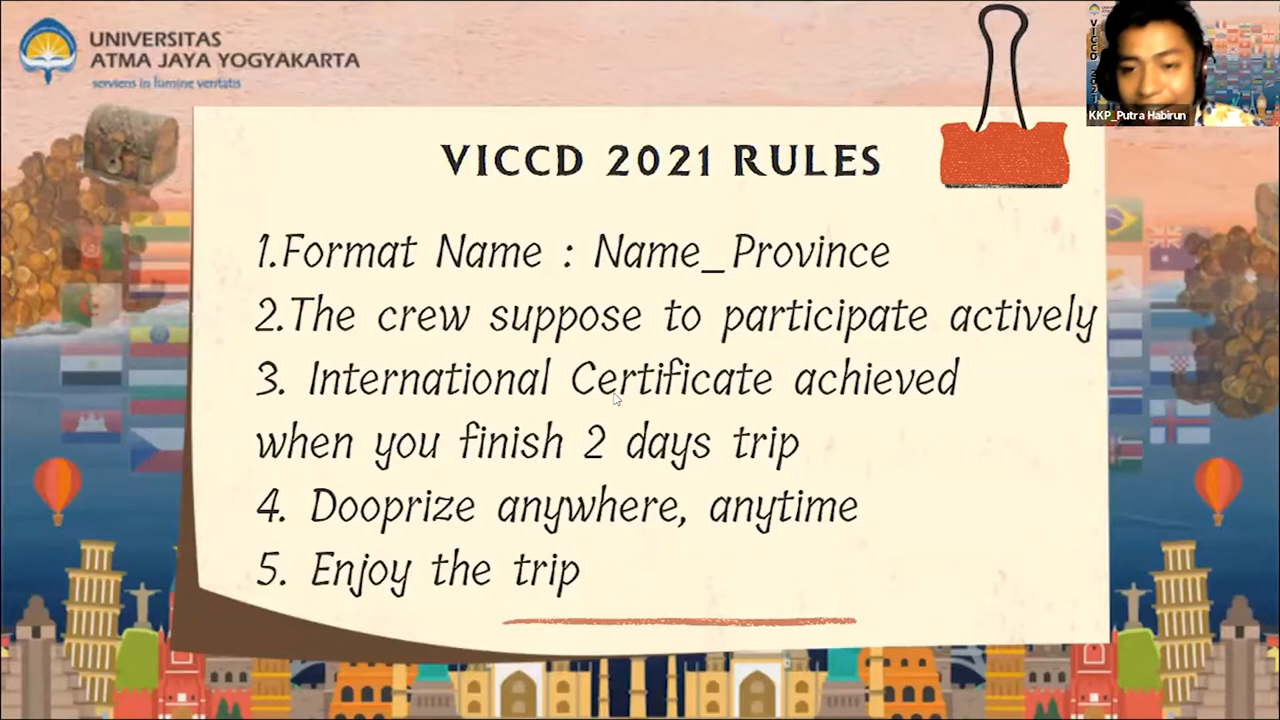 UNIVERSITAS
ATMA JAYA YOGYAKARTA
serviens in lumine veritatis
VICCD 2021 RULES
1.Format Name : Name_Province
2.The crew suppose to participate actively
3. International Certificate achieved
when you finish 2 days trip
4. Dooprize anywhere, anytime
5. Enjoy the trip
KKP_Putra Habirun